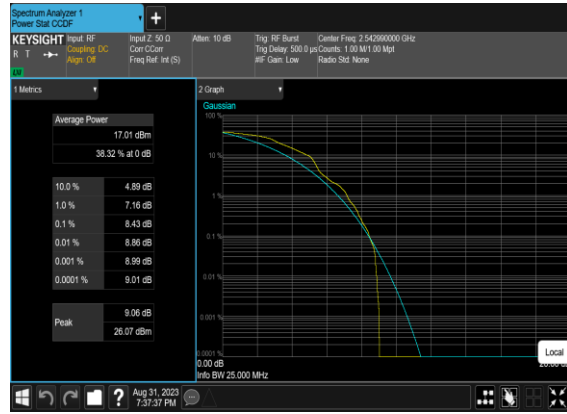 Spectrum Analyzer 1
Power Stat CCDF
KEYSIGHT
R T
LXI
Input: RF
Coupling: DC
Align: Off
Input Z: 50 Ω
Corr CCorr
Freq Ref: Int (S)
Atten: 10 dB
Trig: RF Burst
Trig Delay: 500.0 µs
#IF Gain: Low
Center Freq: 2.542990000 GHz
Counts: 1.00 M/1.00 Mpt
Radio Std: None
1 Metrics
Average Power
17.01 dBm
38.32 % at 0 dB
10.0 % 4.89 dB
1.0 % 7.16 dB
0.1 % 8.43 dB
0.01 % 8.86 dB
0.001 % 8.99 dB
0.0001 % 9.01 dB
Peak
9.06 dB
26.07 dBm
2 Graph
Gaussian
100 %
10 %
1 %
0.1 %
0.01 %
0.001 %
0.0001 %
0.00 dB
Info BW 25.000 MHz
Local
Aug 31, 2023
7:37:37 PM